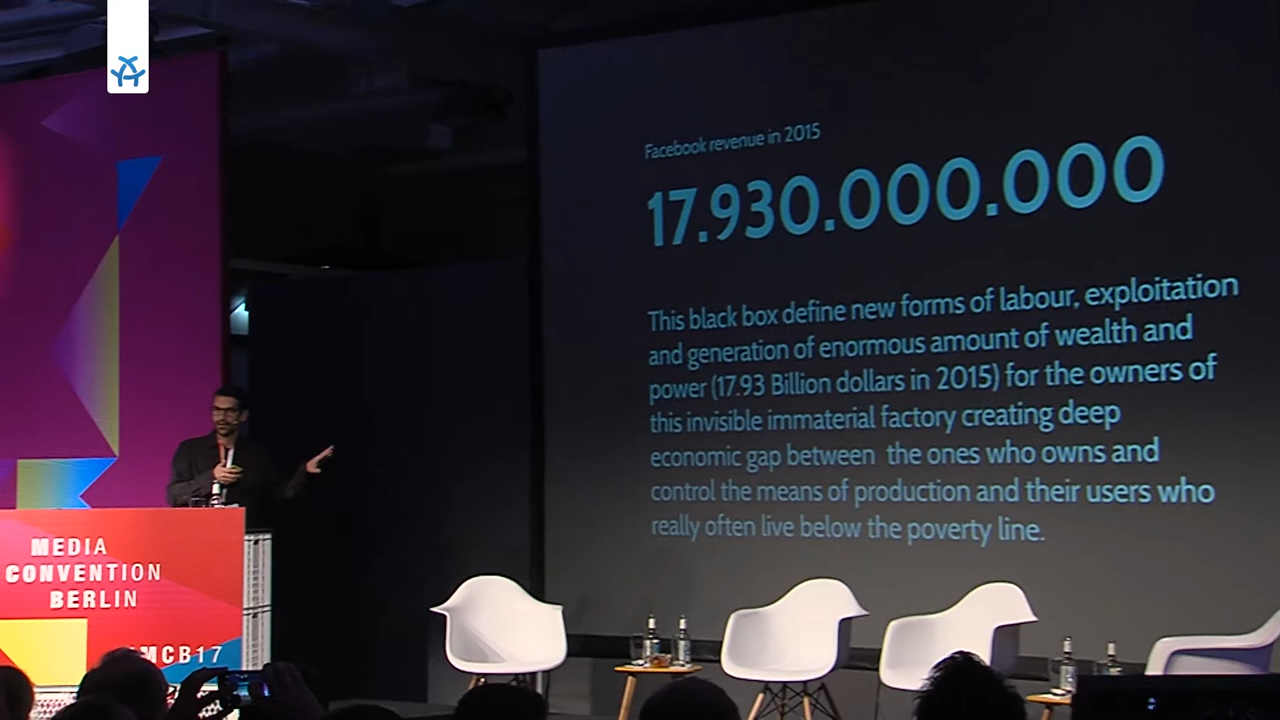 Facebook revenue in 2015
17.930.000.000
This black box define new forms of labour, exploitation
and generation of enormous amount of wealth and
power (17.93 Billion dollars in 2015) for the owners of
this invisible immaterial factory creating deep
economic gap between the ones who owns and
control the means of production and their users who
really often live below the poverty line.
MEDIA
CONVENTION
BERLIN
MCB17